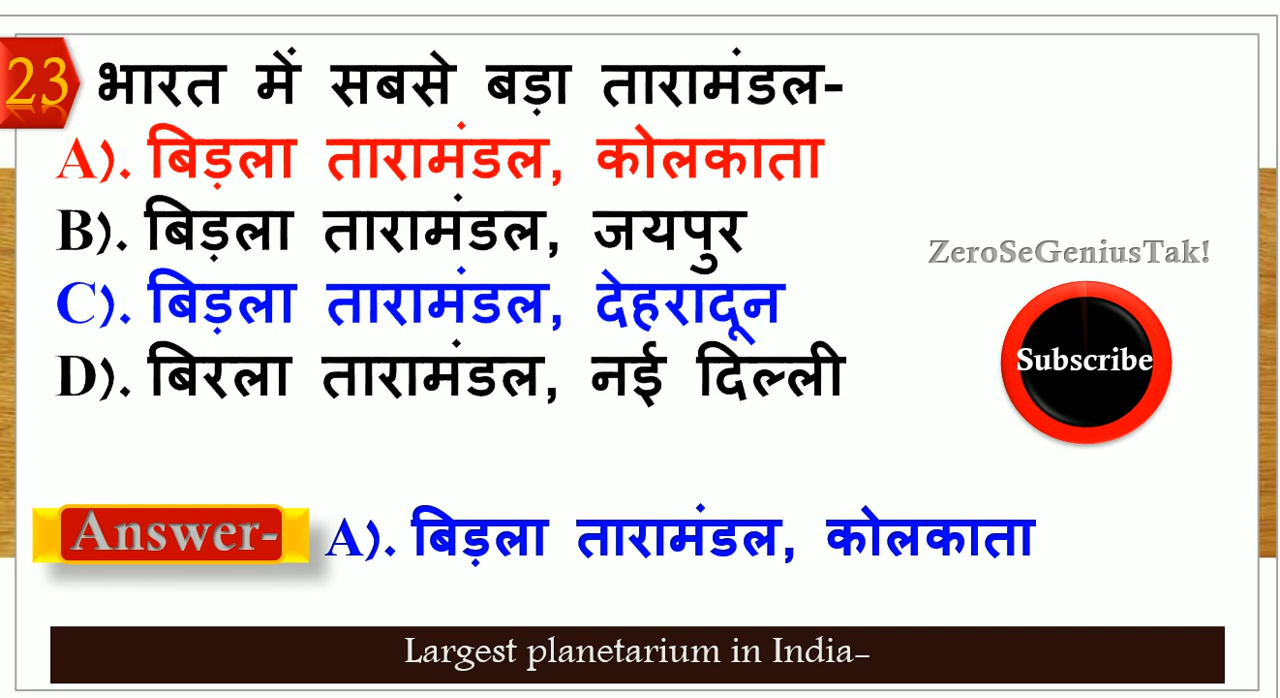 23 भारत में सबसे बड़ा तारामंडल-
A). बिड़ला तारामंडल, कोलकाता
B). बिड़ला तारामंडल, जयपुर
C). बिड़ला तारामंडल, देहरादून
D). बिरला तारामंडल, नई दिल्ली
ZeroSeGeniusTak!
Subscribe
Answer- A). बिड़ला तारामंडल, कोलकाता
Largest planetarium in India–